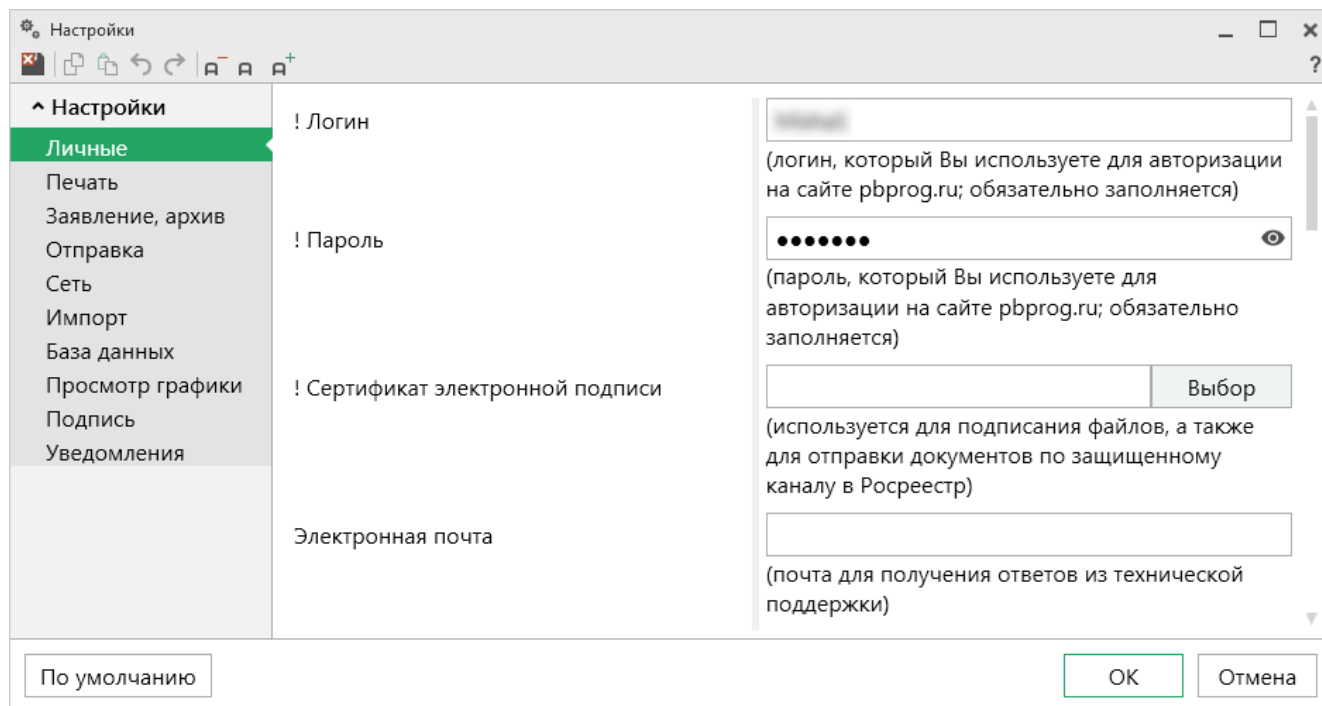 Настройки
?
Настройки
Личные
Печать
Заявление, архив
Отправка
Сеть
Импорт
База данных
Просмотр графики
Подпись
Уведомления
! Логин
(логин, который Вы используете для авторизации
на сайте pbprog.ru; обязательно заполняется)
! Пароль
(пароль, который Вы используете для
авторизации на сайте pbprog.ru; обязательно
заполняется)
! Сертификат электронной подписи
Выбор
(используется для подписания файлов, а также
для отправки документов по защищенному
каналу в Росреестр)
Электронная почта
(почта для получения ответов из технической
поддержки)
По умолчанию
ОК
Отмена